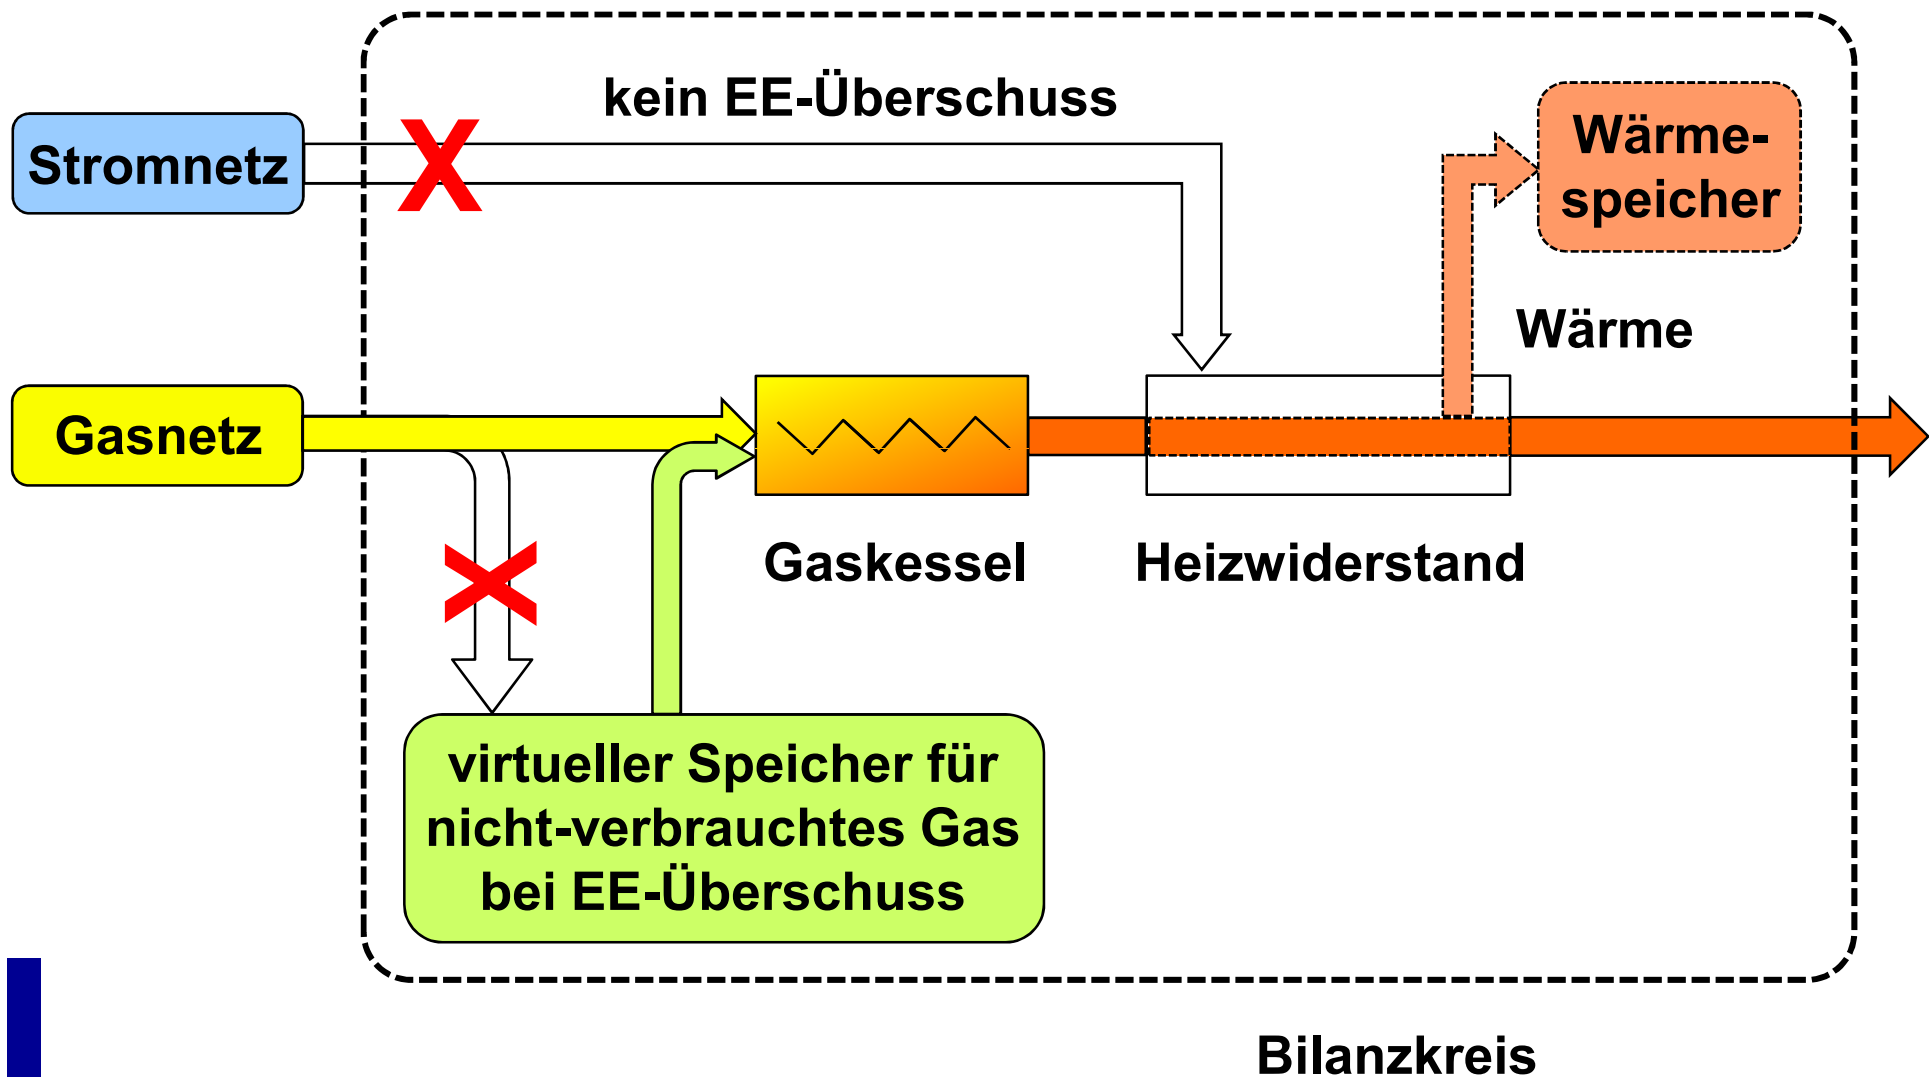 kein EE-Überschuss
Stromnetz
X
Wärme-
speicher
Wärme
Gasnetz
X
Gaskessel
Heizwiderstand
virtueller Speicher für
nicht-verbrauchtes Gas
bei EE-Überschuss
Bilanzkreis